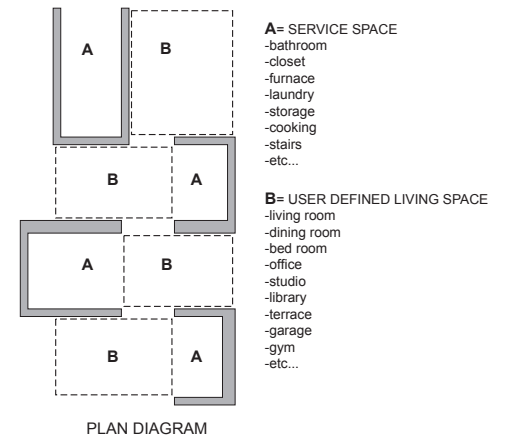 A
B
B
A
A
B
B
A
PLAN DIAGRAM
A= SERVICE SPACE
-bathroom
-closet
-furnace
-laundry
-storage
-cooking
-stairs
-etc...
B= USER DEFINED LIVING SPACE
-living room
-dining room
-bed room
-office
-studio
-library
-terrace
-garage
-gym
-etc...